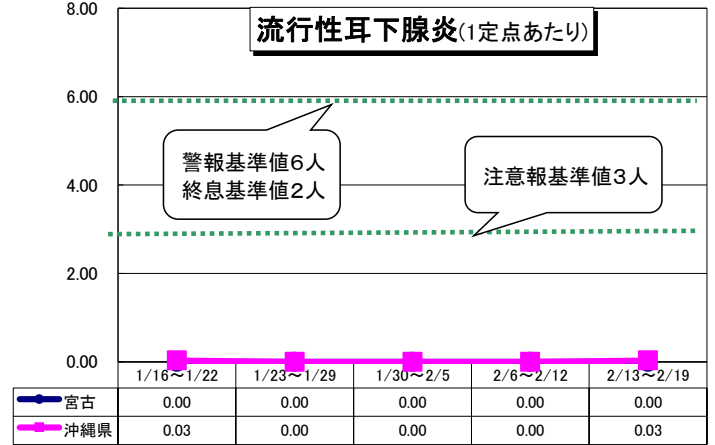 流行性耳下腺炎(1定点あたり)
8.00
6.00
4.00
2.00
0.00
警報基準値6人
終息基準値2人
注意報基準値3人
1/16～1/22 1/23～1/29 1/30～2/5 2/6～2/12 2/13～2/19
宮古 0.00 0.00 0.00 0.00 0.00
沖縄県 0.03 0.00 0.00 0.00 0.03